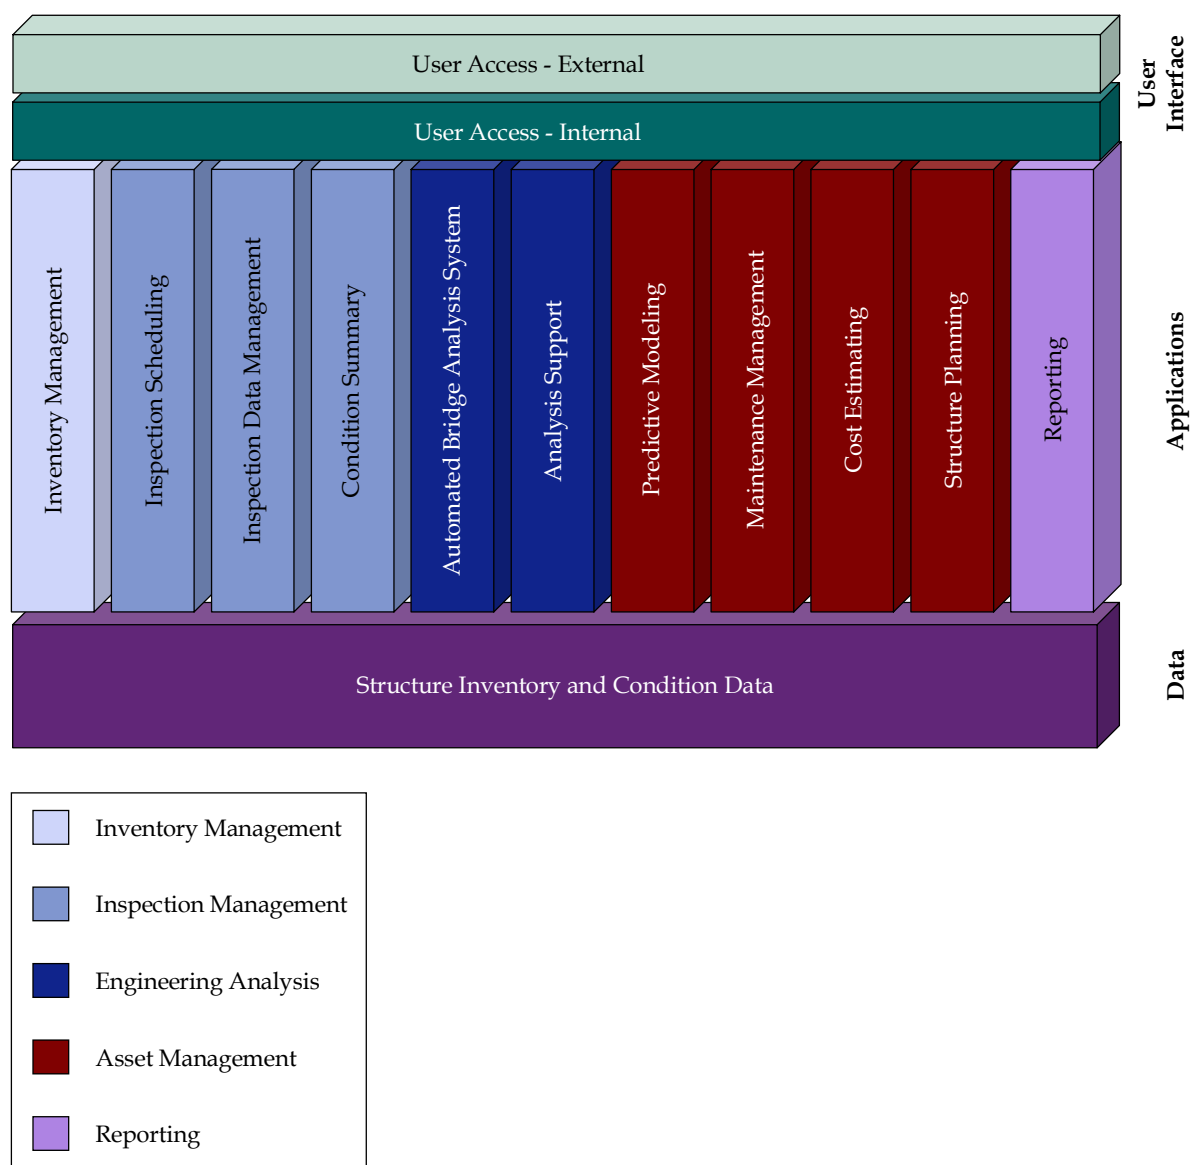 User Access - External
User Access - Internal
User
Interface
Inventory Management
Inspection Scheduling
Inspection Data Management
Condition Summary
Automated Bridge Analysis System
Analysis Support
Predictive Modeling
Maintenance Management
Cost Estimating
Structure Planning
Reporting
Applications
Structure Inventory and Condition Data
Data
Inventory Management
Inspection Management
Engineering Analysis
Asset Management
Reporting